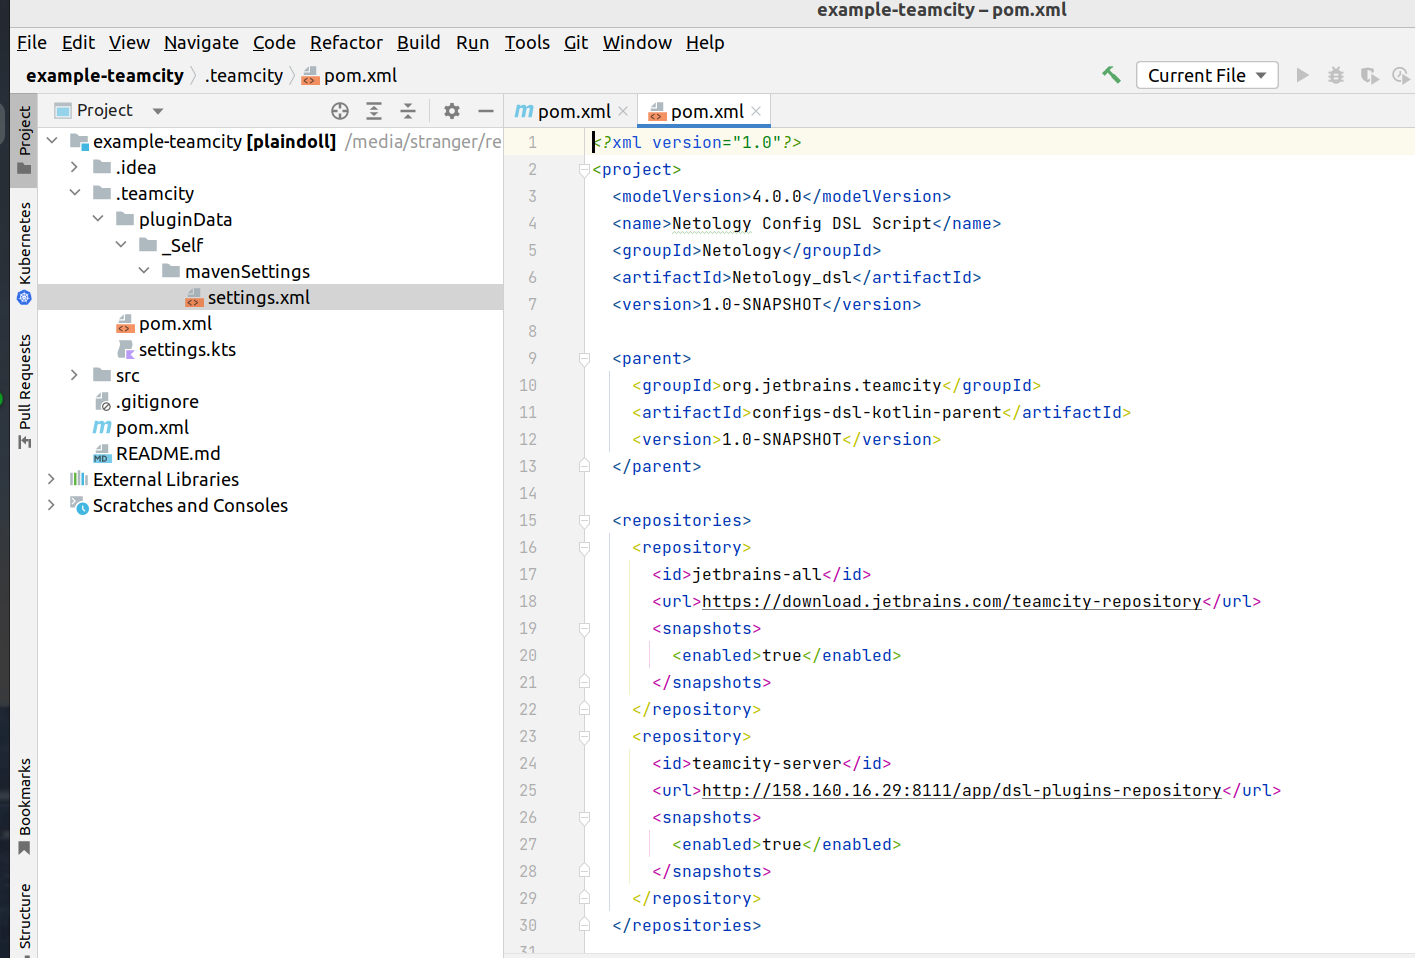 example-teamcity – pom.xml
File Edit View Navigate Code Refactor Build Run Tools Git Window Help
example-teamcity .teamcity pom.xml
Current File
Project
Kubernetes
Pull Requests
Bookmarks
Structure
Project
example-teamcity [plaindoll] /media/stranger/re
.idea
.teamcity
pluginData
_Self
mavenSettings
settings.xml
pom.xml
settings.kts
src
.gitignore
pom.xml
README.md
External Libraries
Scratches and Consoles
pom.xml pom.xml
1 <?xml version="1.0"?>
2 <project>
3 <modelVersion>4.0.0</modelVersion>
4 <name>Netology Config DSL Script</name>
5 <groupId>Netology</groupId>
6 <artifactId>Netology_dsl</artifactId>
7 <version>1.0-SNAPSHOT</version>
8
9 <parent>
10 <groupId>org.jetbrains.teamcity</groupId>
11 <artifactId>configs-dsl-kotlin-parent</artifactId>
12 <version>1.0-SNAPSHOT</version>
13 </parent>
14
15 <repositories>
16 <repository>
17 <id>jetbrains-all</id>
18 <url>https://download.jetbrains.com/teamcity-repository</url>
19 <snapshots>
20 <enabled>true</enabled>
21 </snapshots>
22 </repository>
23 <repository>
24 <id>teamcity-server</id>
25 <url>http://158.160.16.29:8111/app/dsl-plugins-repository</url>
26 <snapshots>
27 <enabled>true</enabled>
28 </snapshots>
29 </repository>
30 </repositories>
31